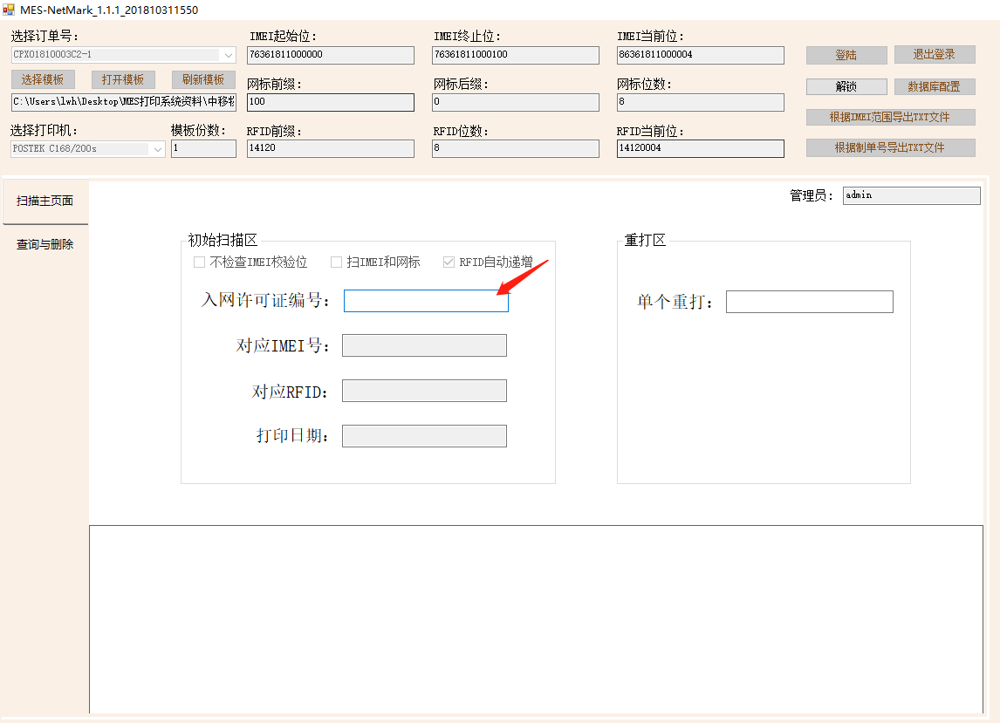 MES-NetMark_1.1.1_201810311550
选择订单号:
CPX01810003C2-1
选择模板
打开模板
刷新模板
C:\Users\lwh\Desktop\MES打印系统资料\中移物
选择打印机:
POSTEK C168/200s
模板份数:
1
IMEI起始位:
76361811000000
IMEI终止位:
76361811000100
IMEI当前位:
86361811000004
网标前缀:
100
网标后缀:
0
网标位数:
8
RFID前缀:
14120
RFID位数:
8
RFID当前位:
14120004
登陆
退出登录
解锁
数据库配置
根据IMEI范围导出TXT文件
根据制单号导出TXT文件
扫描主页面
查询与删除
管理员:
admin
初始扫描区
不检查IMEI校验位
扫IMEI和网标
RFID自动递增
入网许可证编号:
对应IMEI号:
对应RFID:
打印日期:
重打区
单个重打: